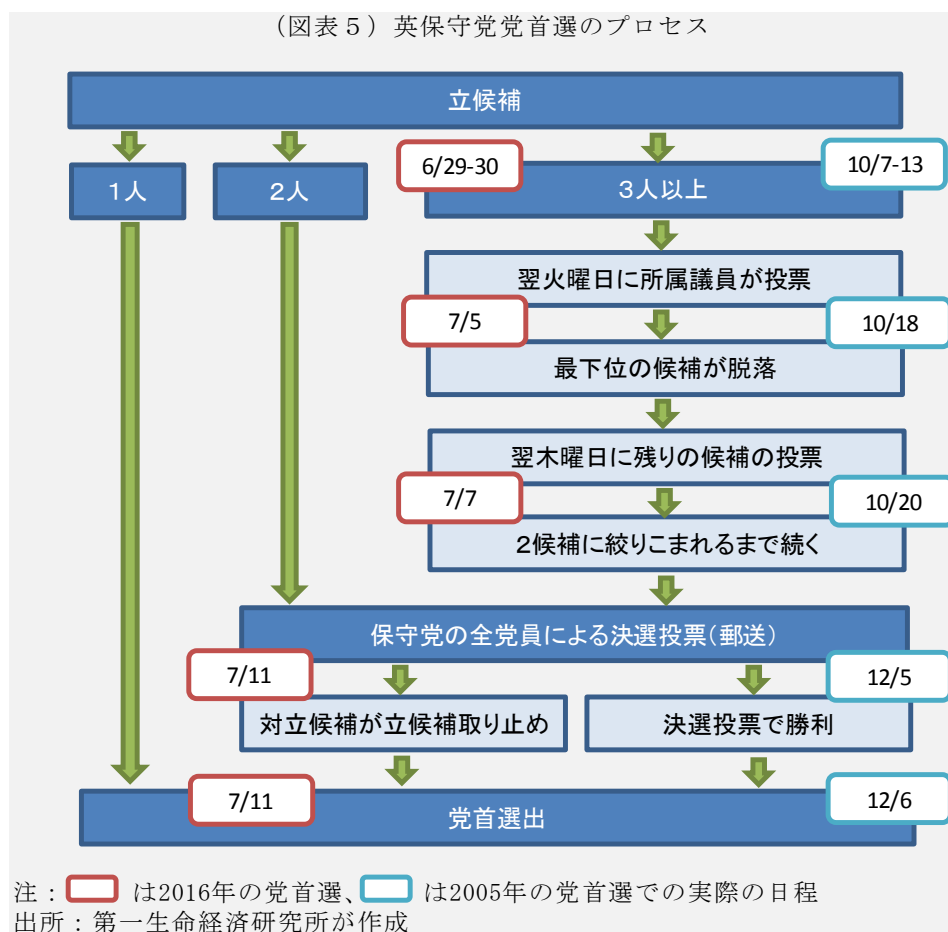 （図表５）英保守党党首選のプロセス
立候補
１人
２人
6/29-30
10/7-13
３人以上
翌火曜日に所属議員が投票
7/5
10/18
最下位の候補が脱落
翌木曜日に残りの候補の投票
7/7
10/20
２候補に絞りこまれるまで続く
保守党の全党員による決選投票（郵送）
7/11
12/5
対立候補が立候補取り止め
決選投票で勝利
7/11
12/6
党首選出
注：は2016年の党首選、は2005年の党首選での実際の日程
出所：第一生命経済研究所が作成